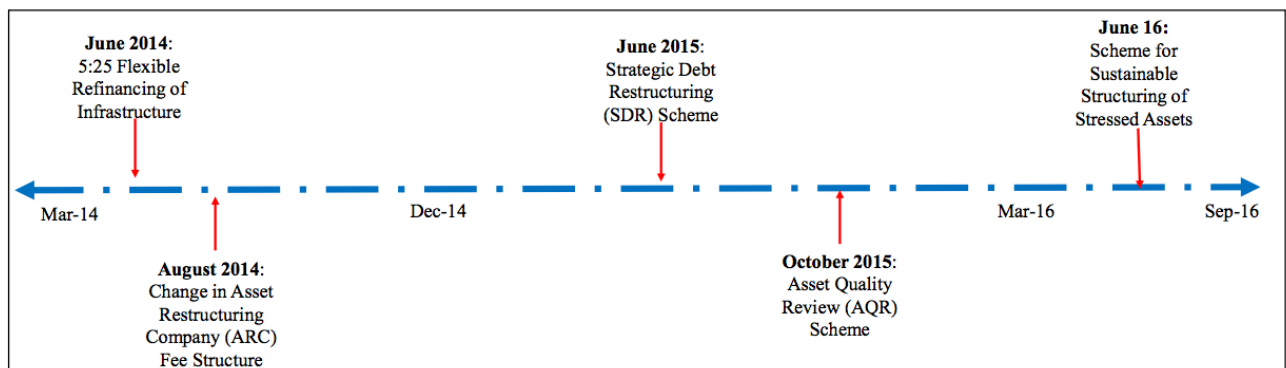 June 2014:
5:25 Flexible
Refinancing of
Infrastructure
June 2015:
Strategic Debt
Restructuring
(SDR) Scheme
June 16:
Scheme for
Sustainable
Structuring of
Stressed Assets
Mar-14
Dec-14
Mar-16
Sep-16
August 2014:
Change in Asset
Restructuring
Company (ARC)
Fee Structure
October 2015:
Asset Quality
Review (AQR)
Scheme